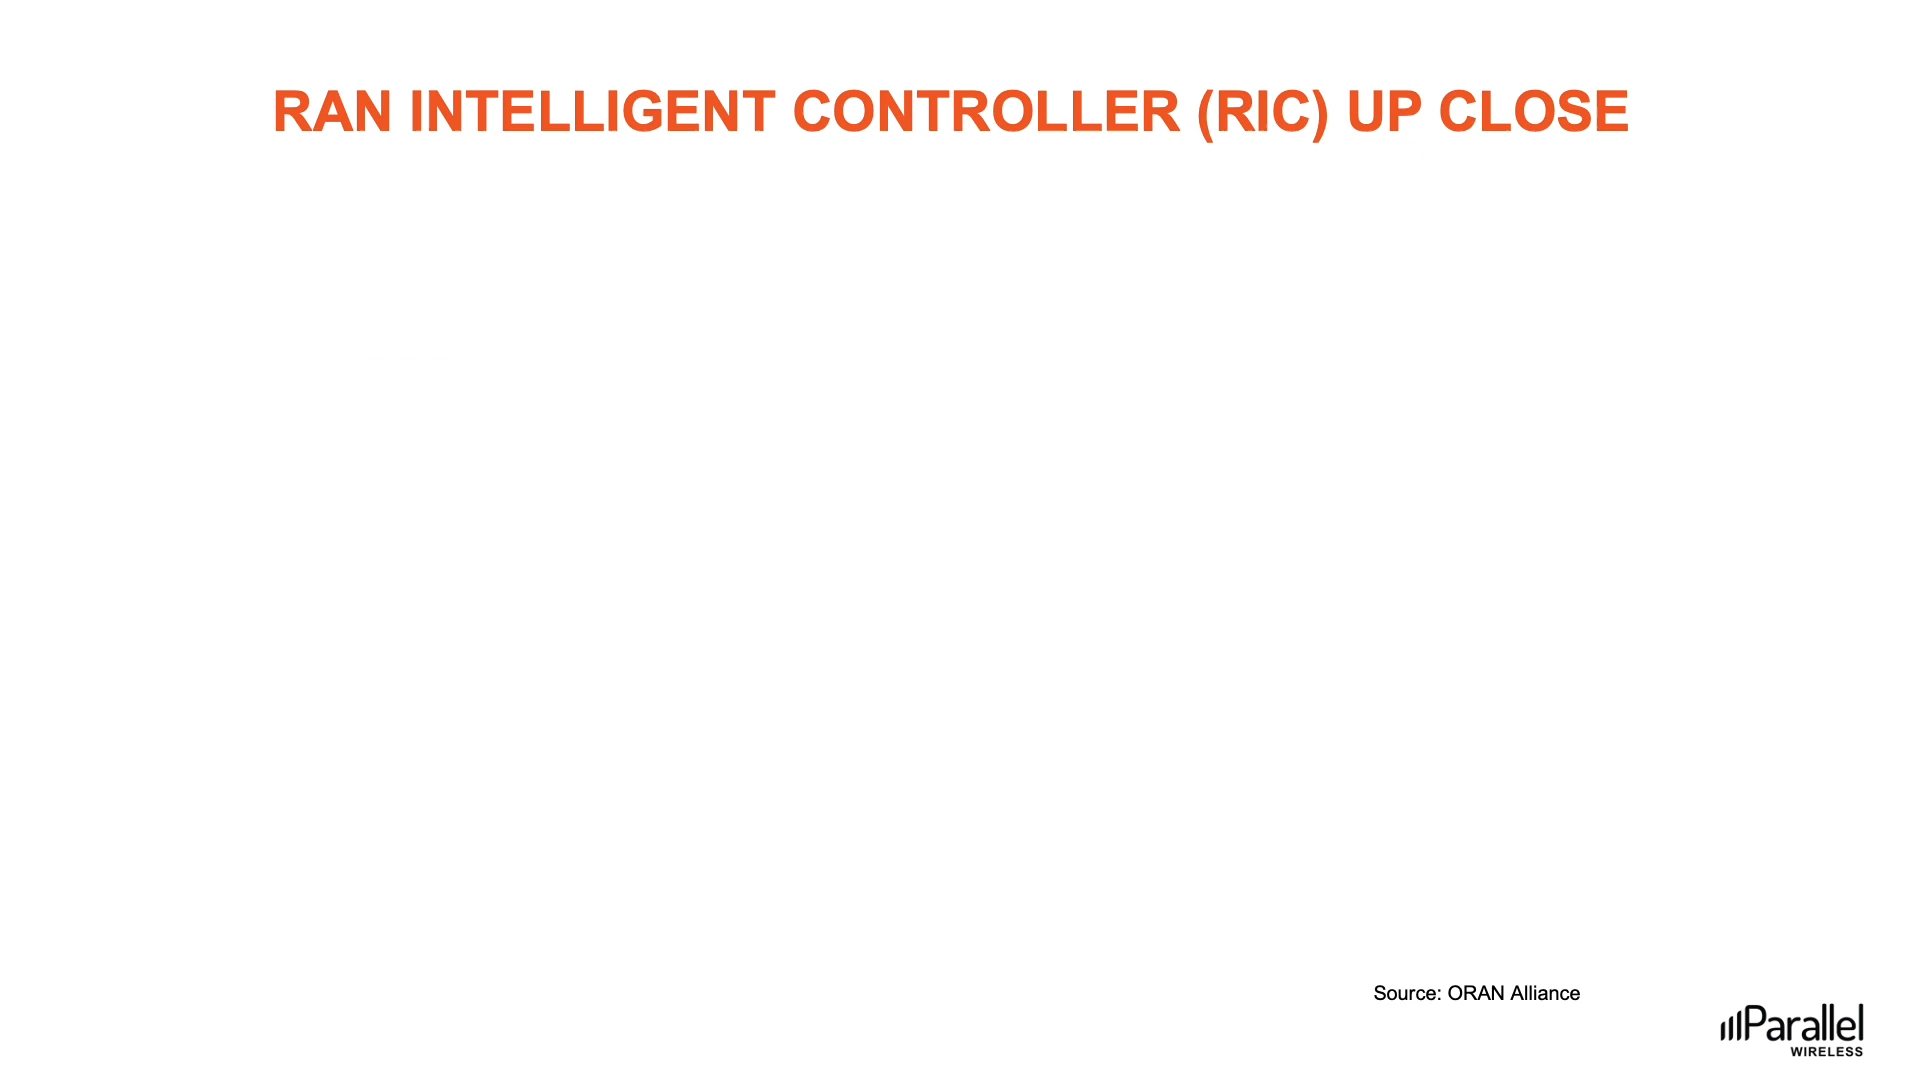 RAN INTELLIGENT CONTROLLER (RIC) UP CLOSE
Source: ORAN Alliance
Parallel
WIRELESS